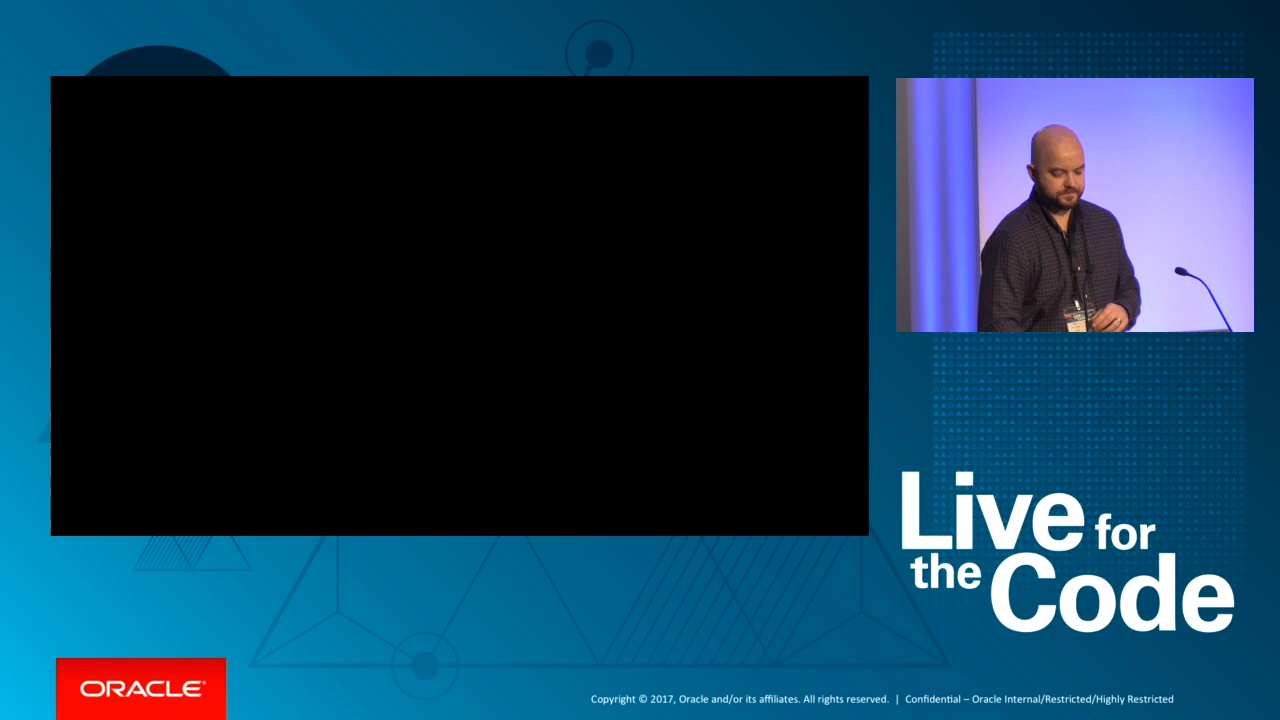 Live for
the Code
ORACLE®
Copyright © 2017, Oracle and/or its affiliates. All rights reserved. | Confidential – Oracle Internal/Restricted/Highly Restricted